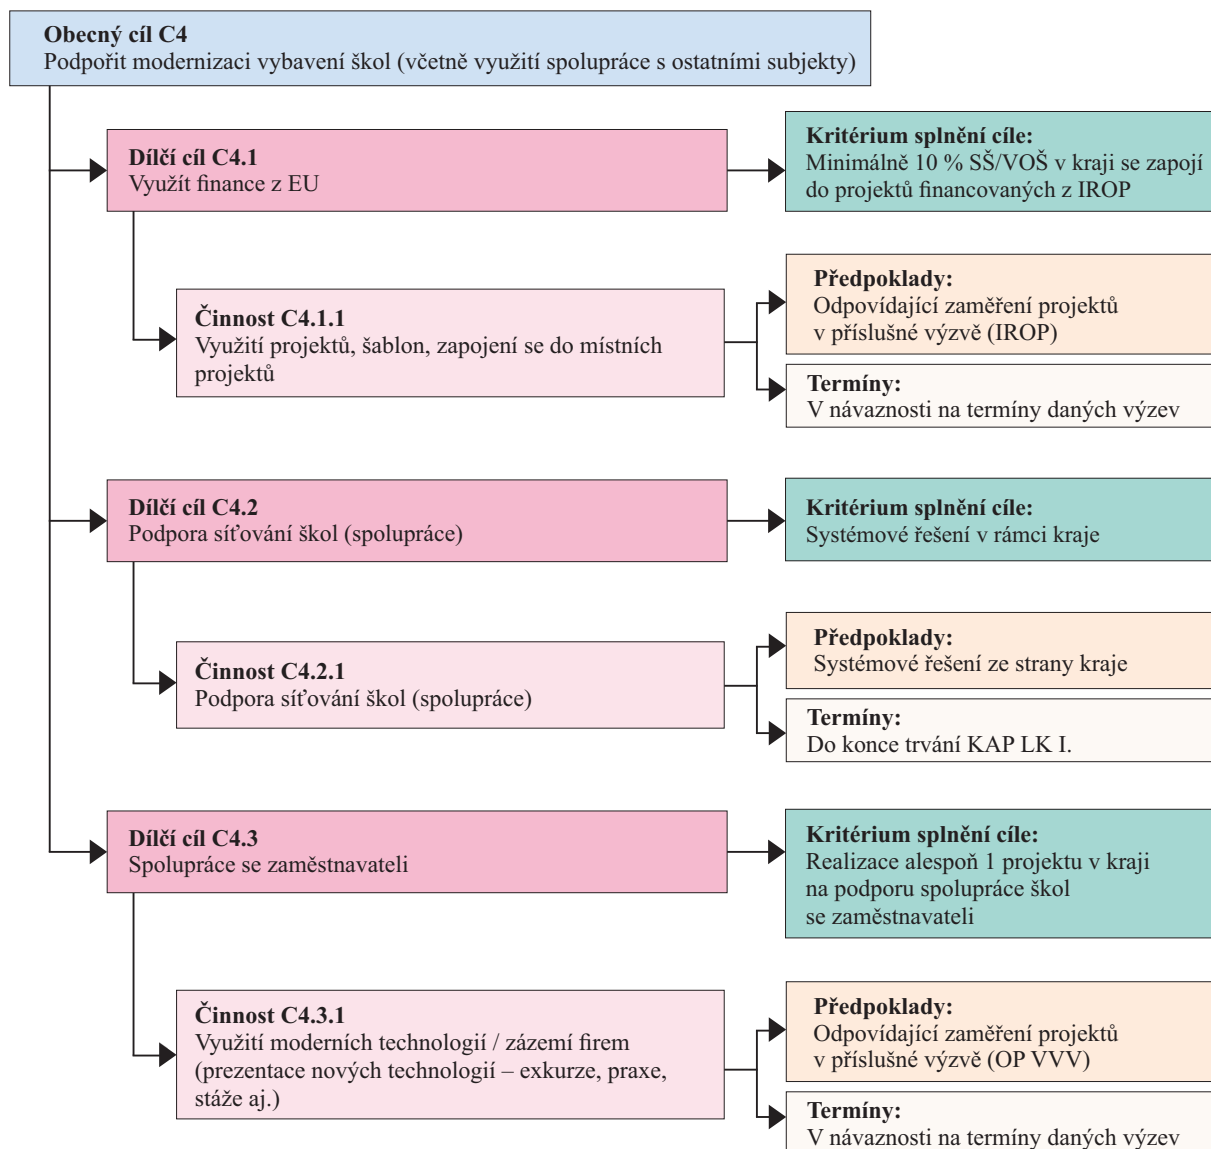 Obecný cíl C4
Podpořit modernizaci vybavení škol (včetně využití spolupráce s ostatními subjekty)
Dílčí cíl C4.1
Využít finance z EU
Kritérium splnění cíle:
Minimálně 10 % SŠ/VOŠ v kraji se zapojí
do projektů financovaných z IROP
Činnost C4.1.1
Využití projektů, šablon, zapojení se do místních
projektů
Předpoklady:
Odpovídající zaměření projektů
v příslušné výzvě (IROP)
Termíny:
V návaznosti na termíny daných výzev
Dílčí cíl C4.2
Podpora síťování škol (spolupráce)
Kritérium splnění cíle:
Systémové řešení v rámci kraje
Činnost C4.2.1
Podpora síťování škol (spolupráce)
Předpoklady:
Systémové řešení ze strany kraje
Termíny:
Do konce trvání KAP LK I.
Dílčí cíl C4.3
Spolupráce se zaměstnavateli
Kritérium splnění cíle:
Realizace alespoň 1 projektu v kraji
na podporu spolupráce škol
se zaměstnavateli
Činnost C4.3.1
Využití moderních technologií / zázemí firem
(prezentace nových technologií – exkurze, praxe,
stáže aj.)
Předpoklady:
Odpovídající zaměření projektů
v příslušné výzvě (OP VVV)
Termíny:
V návaznosti na termíny daných výzev